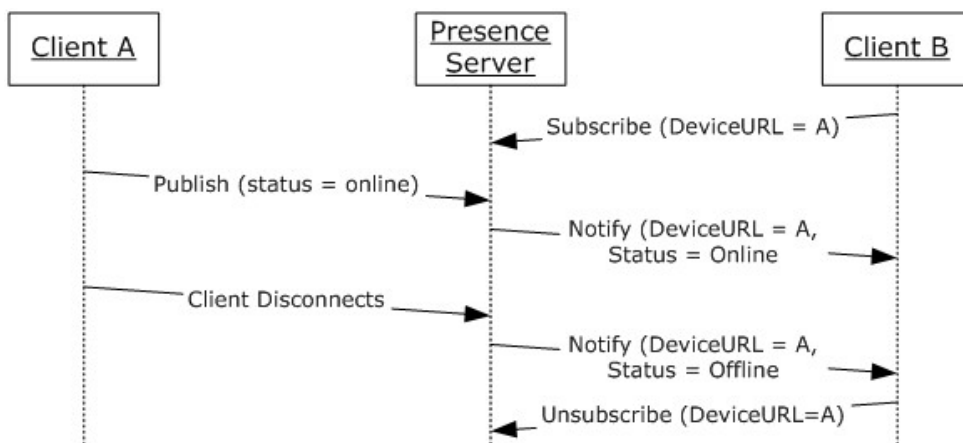 Client A
Presence
Server
Client B
Subscribe (DeviceURL = A)
Publish (status = online)
Notify (DeviceURL = A,
Status = Online
Client Disconnects
Notify (DeviceURL = A,
Status = Offline
Unsubscribe (DeviceURL=A)